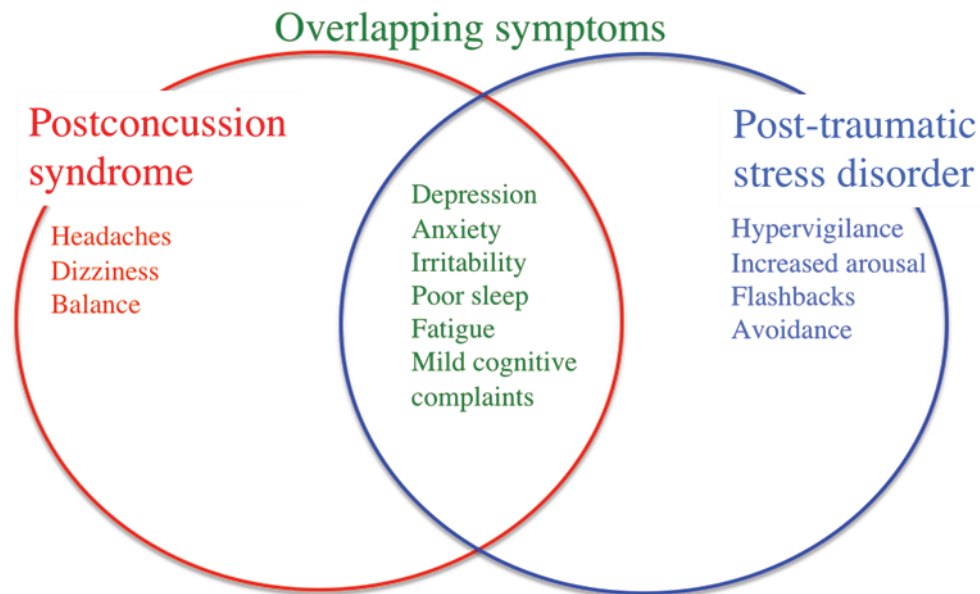 Overlapping symptoms
Postconcussion
syndrome
Headaches
Dizziness
Balance
Depression
Anxiety
Irritability
Poor sleep
Fatigue
Mild cognitive
complaints
Post-traumatic
stress disorder
Hypervigilance
Increased arousal
Flashbacks
Avoidance